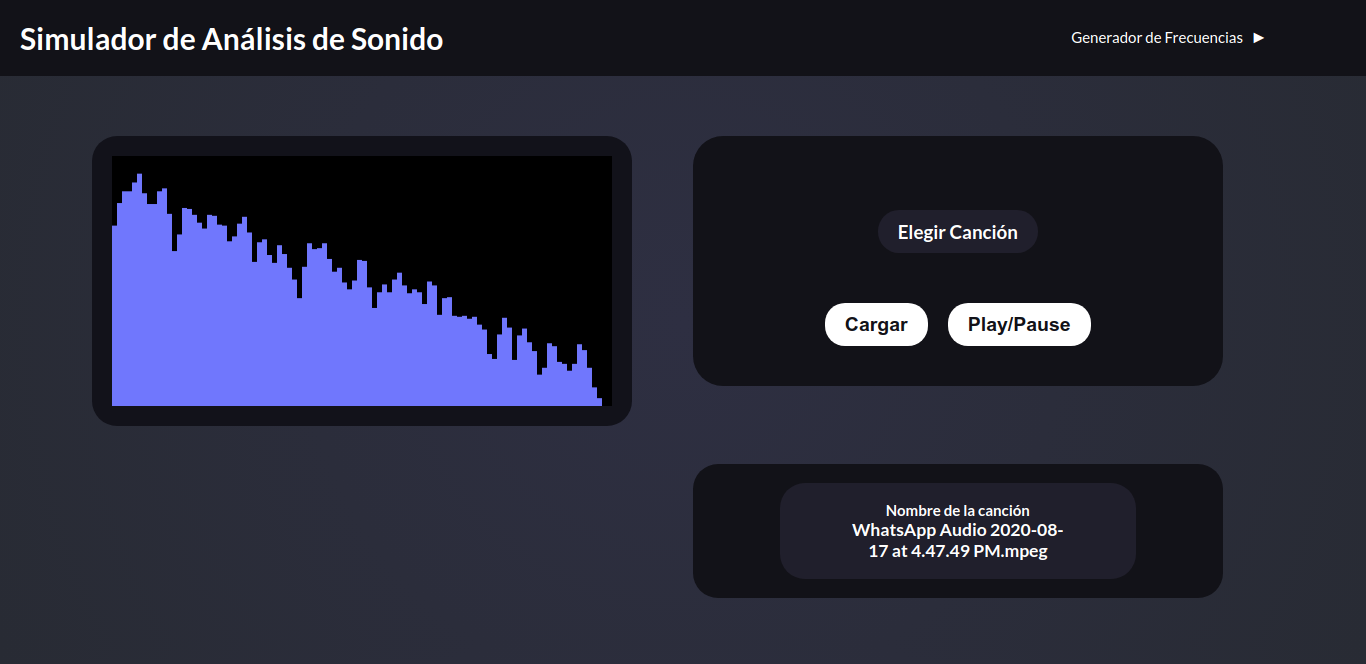 Simulador de Análisis de Sonido
Generador de Frecuencias ►
Elegir Canción
Cargar
Play/Pause
Nombre de la canción
WhatsApp Audio 2020-08-
17 at 4.47.49 PM.mpeg